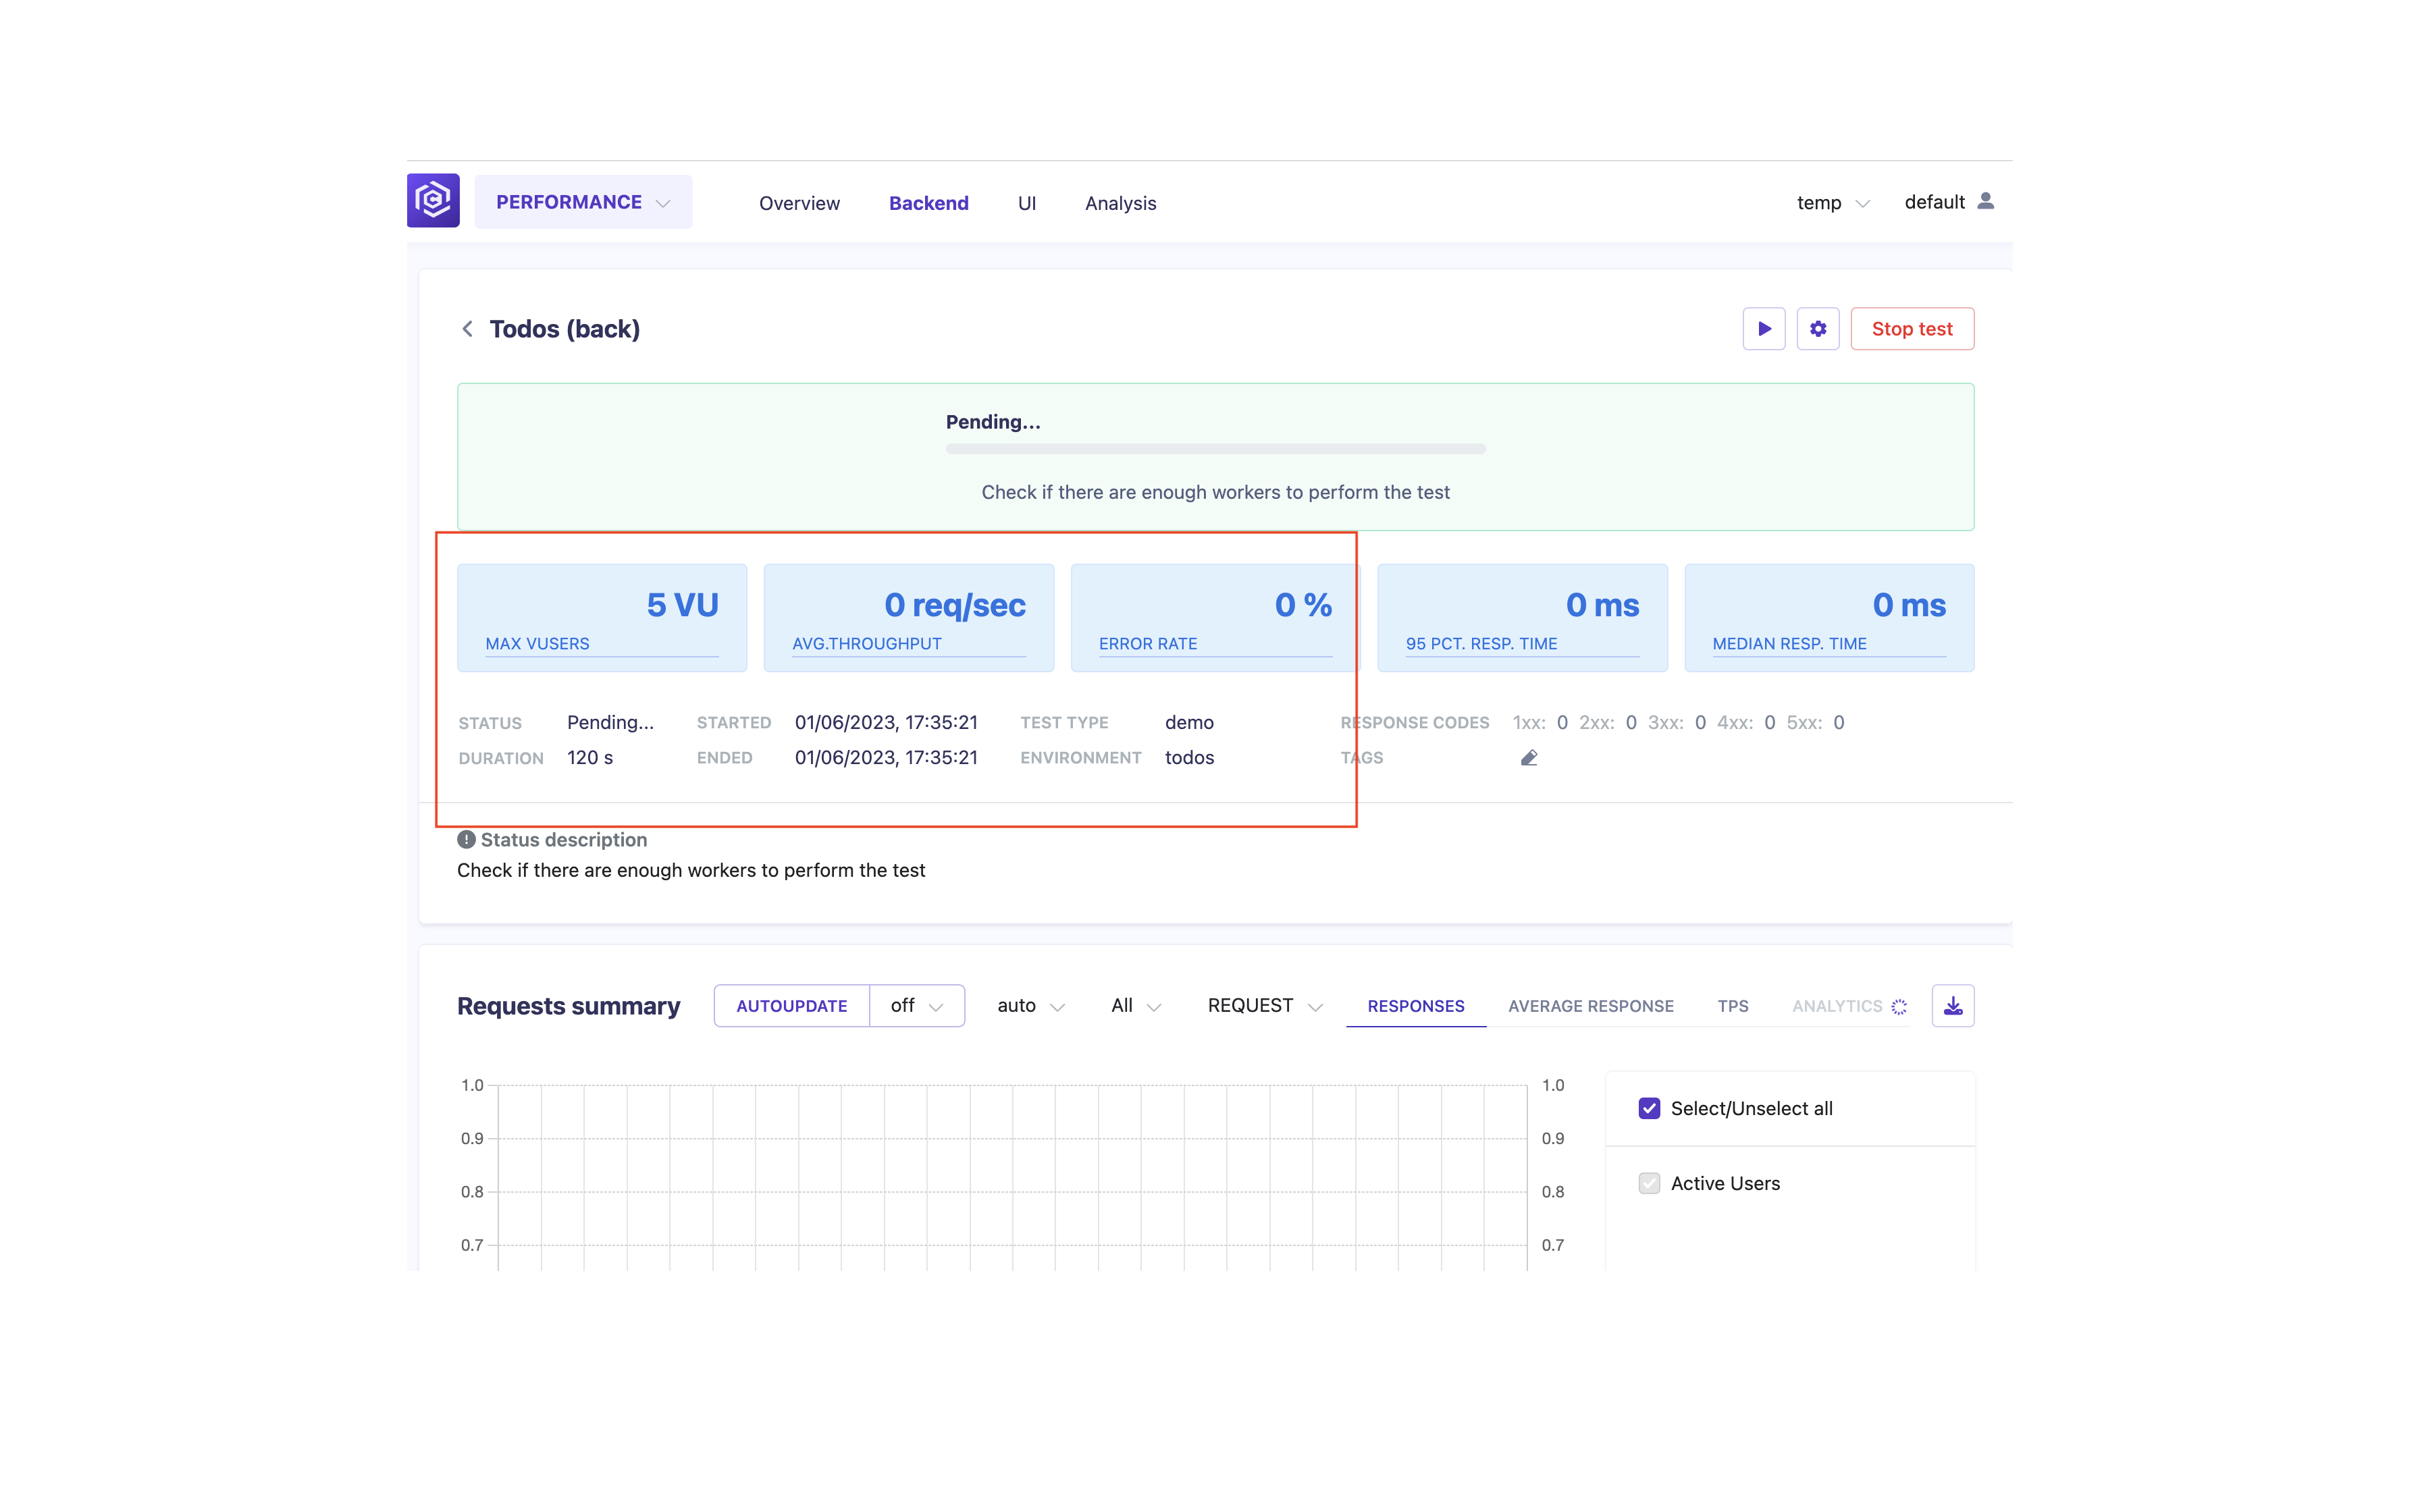 PERFORMANCE Overview Backend UI Analysis temp default
Todos (back) Stop test
Pending...
Check if there are enough workers to perform the test
5 VU 0 req/sec 0 % 0 ms 0 ms
MAX VUSERS AVG.THROUGHPUT ERROR RATE 95 PCT. RESP. TIME MEDIAN RESP. TIME
STATUS Pending... STARTED 01/06/2023, 17:35:21 TEST TYPE demo RESPONSE CODES 1xx: 0 2xx: 0 3xx: 0 4xx: 0 5xx: 0
DURATION 120 s ENDED 01/06/2023, 17:35:21 ENVIRONMENT todos TAGS
Status description
Check if there are enough workers to perform the test
Requests summary AUTOUPDATE off auto All REQUEST RESPONSES AVERAGE RESPONSE TPS ANALYTICS
1.0 1.0 Select/Unselect all
0.9 0.9
0.8 0.8 Active Users
0.7 0.7